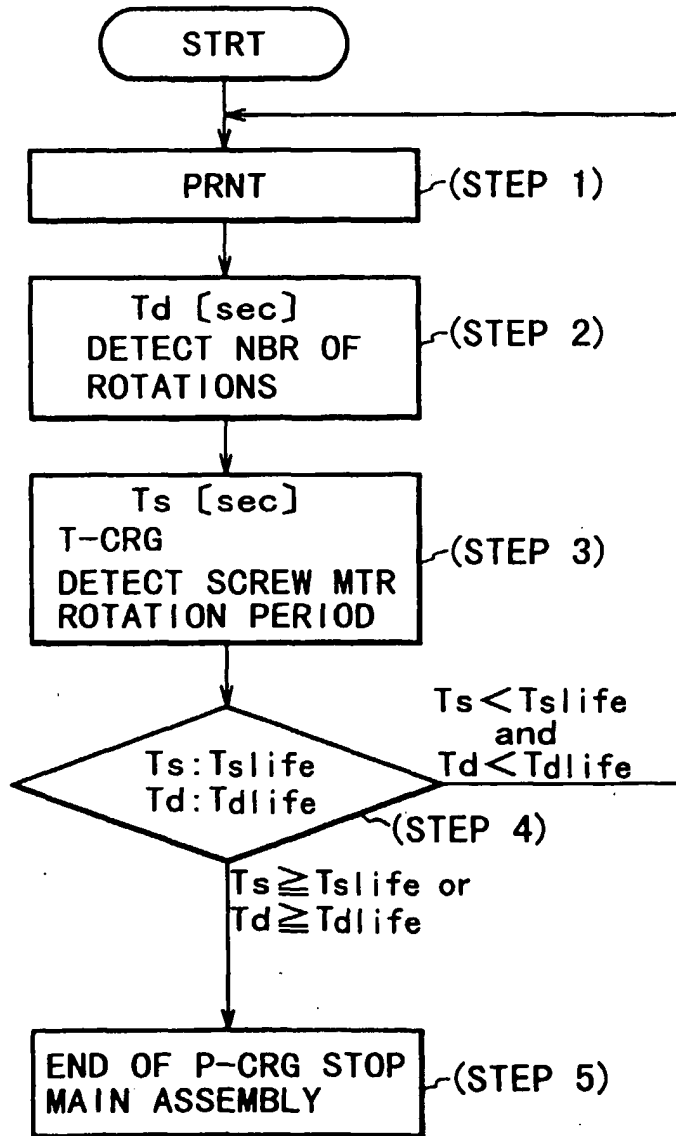 STRT
PRNT
(STEP 1)
Td [sec]
DETECT NBR OF
ROTATIONS
(STEP 2)
Ts [sec]
T-CRG
DETECT SCREW MTR
ROTATION PERIOD
(STEP 3)
Ts:Tslife
Td:Tdlife
(STEP 4)
Ts<Tslife
and
Td<Tdlife
Ts≧Tslife or
Td≧Tdlife
END OF P-CRG STOP
MAIN ASSEMBLY
(STEP 5)